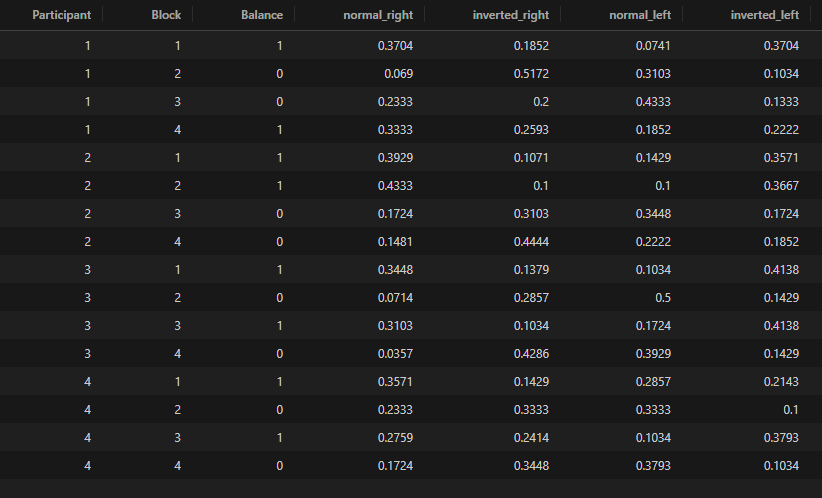 Participant Block Balance normal_right inverted_right normal_left inverted_left
1 1 1 0.3704 0.1852 0.0741 0.3704
1 2 0 0.069 0.5172 0.3103 0.1034
1 3 0 0.2333 0.2 0.4333 0.1333
1 4 1 0.3333 0.2593 0.1852 0.2222
2 1 1 0.3929 0.1071 0.1429 0.3571
2 2 1 0.4333 0.1 0.1 0.3667
2 3 0 0.1724 0.3103 0.3448 0.1724
2 4 0 0.1481 0.4444 0.2222 0.1852
3 1 1 0.3448 0.1379 0.1034 0.4138
3 2 0 0.0714 0.2857 0.5 0.1429
3 3 1 0.3103 0.1034 0.1724 0.4138
3 4 0 0.0357 0.4286 0.3929 0.1429
4 1 1 0.3571 0.1429 0.2857 0.2143
4 2 0 0.2333 0.3333 0.3333 0.1
4 3 1 0.2759 0.2414 0.1034 0.3793
4 4 0 0.1724 0.3448 0.3793 0.1034